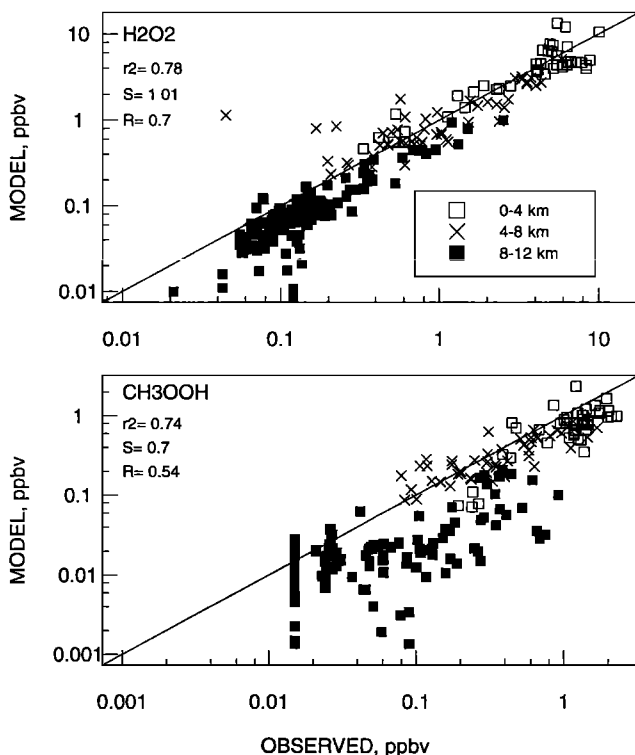 H2O2
r2= 0.78
S= 1 01
R= 0.7
MODEL, ppbv
10
1
0.1
0.01
0-4 km
4-8 km
8-12 km
0.01
0.1
1
10
CH3OOH
r2= 0.74
S= 0.7
R= 0.54
MODEL, ppbv
1
0.1
0.01
0.001
0.001
0.01
0.1
1
OBSERVED, ppbv